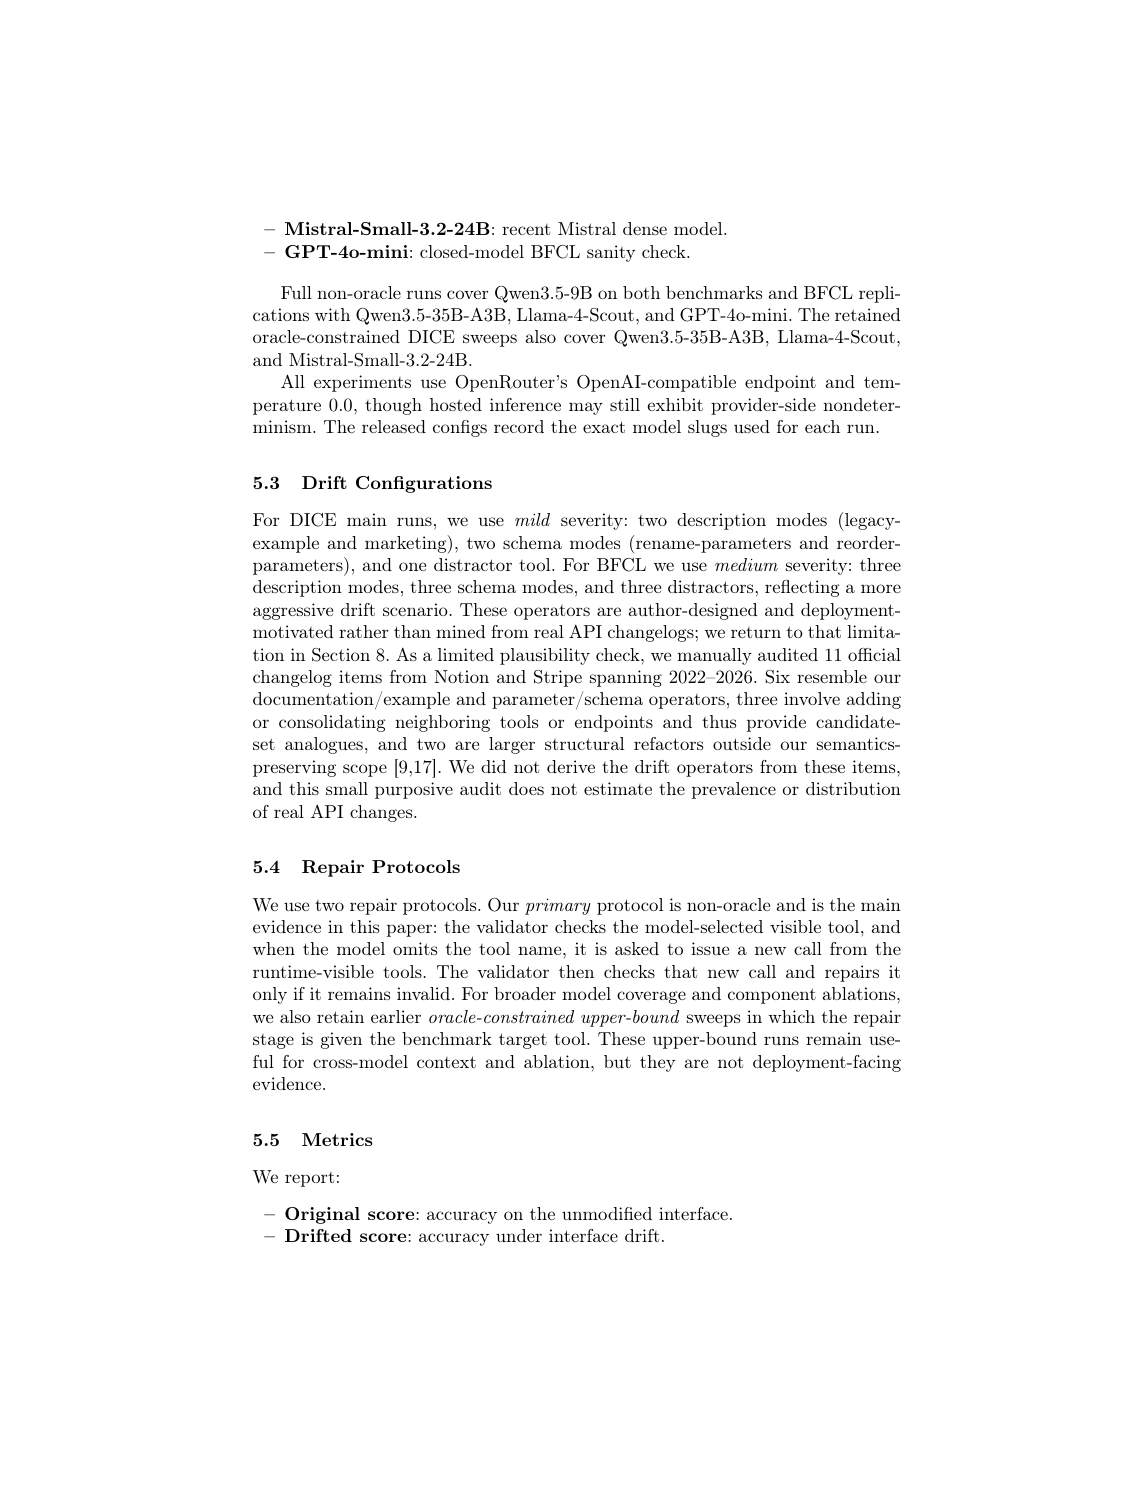 – Mistral-Small-3.2-24B: recent Mistral dense model.
– GPT-4o-mini: closed-model BFCL sanity check.
Full non-oracle runs cover Qwen3.5-9B on both benchmarks and BFCL repli-
cations with Qwen3.5-35B-A3B, Llama-4-Scout, and GPT-4o-mini. The retained
oracle-constrained DICE sweeps also cover Qwen3.5-35B-A3B, Llama-4-Scout,
and Mistral-Small-3.2-24B.
All experiments use OpenRouter's OpenAI-compatible endpoint and tem-
perature 0.0, though hosted inference may still exhibit provider-side nondeter-
minism. The released configs record the exact model slugs used for each run.
5.3 Drift Configurations
For DICE main runs, we use mild severity: two description modes (legacy-
example and marketing), two schema modes (rename-parameters and reorder-
parameters), and one distractor tool. For BFCL we use medium severity: three
description modes, three schema modes, and three distractors, reflecting a more
aggressive drift scenario. These operators are author-designed and deployment-
motivated rather than mined from real API changelogs; we return to that limita-
tion in Section 8. As a limited plausibility check, we manually audited 11 official
changelog items from Notion and Stripe spanning 2022–2026. Six resemble our
documentation/example and parameter/schema operators, three involve adding
or consolidating neighboring tools or endpoints and thus provide candidate-
set analogues, and two are larger structural refactors outside our semantics-
preserving scope [9,17]. We did not derive the drift operators from these items,
and this small purposive audit does not estimate the prevalence or distribution
of real API changes.
5.4 Repair Protocols
We use two repair protocols. Our primary protocol is non-oracle and is the main
evidence in this paper: the validator checks the model-selected visible tool, and
when the model omits the tool name, it is asked to issue a new call from the
runtime-visible tools. The validator then checks that new call and repairs it
only if it remains invalid. For broader model coverage and component ablations,
we also retain earlier oracle-constrained upper-bound sweeps in which the repair
stage is given the benchmark target tool. These upper-bound runs remain use-
ful for cross-model context and ablation, but they are not deployment-facing
evidence.
5.5 Metrics
We report:
– Original score: accuracy on the unmodified interface.
– Drifted score: accuracy under interface drift.